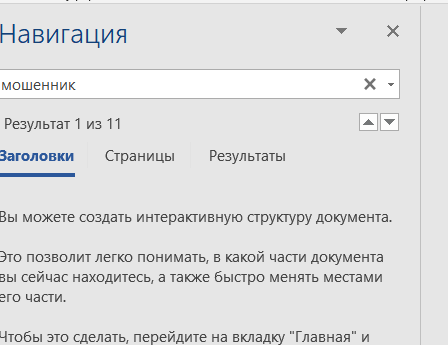 Навигация
мошенник
Результат 1 из 11
Заголовки Страницы Результаты
Вы можете создать интерактивную структуру документа.
Это позволит легко понимать, в какой части документа
вы сейчас находитесь, а также быстро менять местами
его части.
Чтобы это сделать, перейдите на вкладку "Главная" и